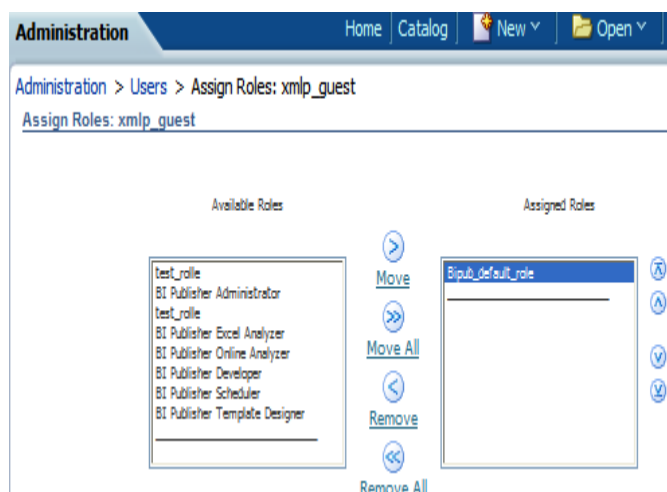 Administration Home Catalog New Open
Administration > Users > Assign Roles: xmlp_guest
Assign Roles: xmlp_guest
Available Roles
Assigned Roles
test_rolle
BI Publisher Administrator
test_rolle
BI Publisher Excel Analyzer
BI Publisher Online Analyzer
BI Publisher Developer
BI Publisher Scheduler
BI Publisher Template Designer
Move
Move All
Remove
Remove All
Bipub_default_role